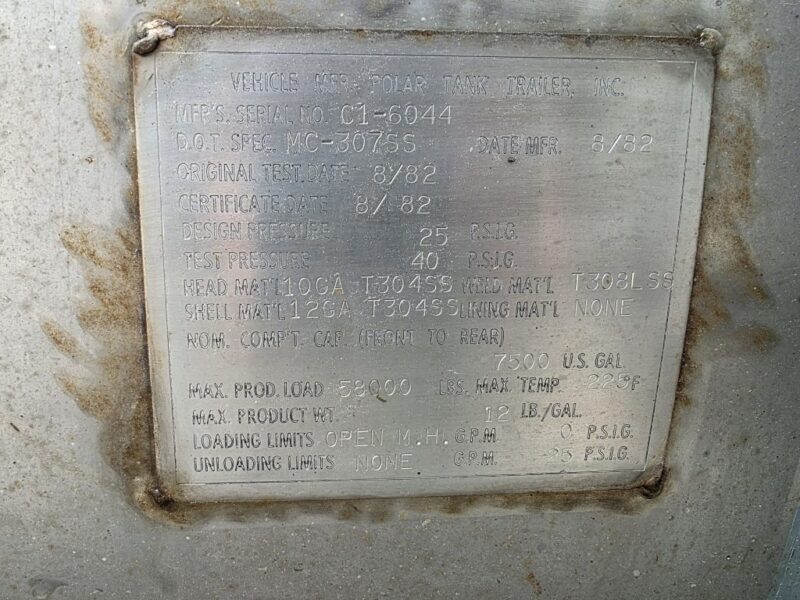 VEHICLE MFR. POLAR TANK TRAILER, INC.
MFR'S. SERIAL NO. C1-6044
D.O.T. SPEC. MC-307SS DATE MFR. 8/82
ORIGINAL TEST. DATE 8/82
CERTIFICATE DATE 8/82
DESIGN PRESSURE 25 P.S.I.G.
TEST PRESSURE 40 P.S.I.G.
HEAD MAT'L 10GA T304SS WELD MAT'L T308LSS
SHELL MAT'L 12GA T304SS LINING MAT'L NONE
NOM. COMP'T. CAP. (FRONT TO REAR)
7500 U.S. GAL.
MAX. PROD. LOAD 58000 LBS. MAX. TEMP. 225°F
MAX. PRODUCT WT. 12 LB./GAL.
LOADING LIMITS OPEN M.H. G.P.M. 0 P.S.I.G.
UNLOADING LIMITS NONE G.P.M. 25 P.S.I.G.